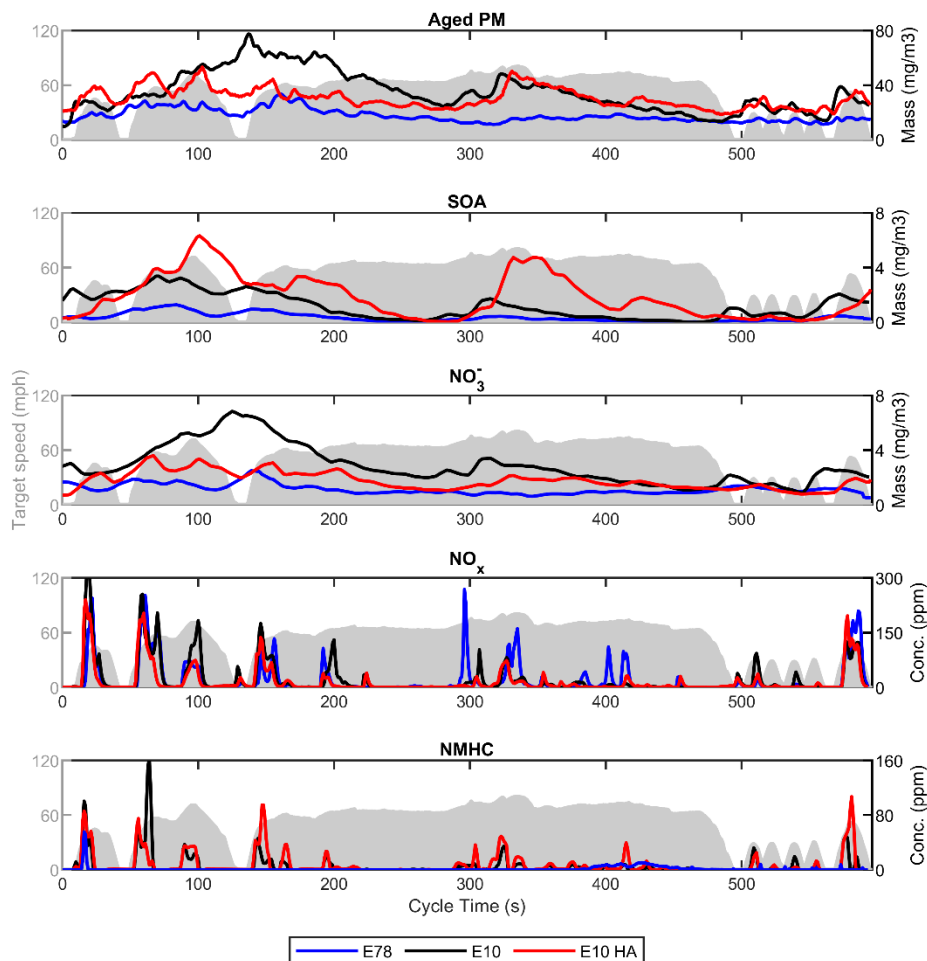 Aged PM
120
60
0
80
40
0
Mass (mg/m3)
0 100 200 300 400 500
SOA
120
60
0
8
4
0
Mass (mg/m3)
0 100 200 300 400 500
NO₃⁻
120
60
0
Target speed (mph)
8
4
0
Mass (mg/m3)
0 100 200 300 400 500
NOₓ
120
60
0
300
150
0
Conc. (ppm)
0 100 200 300 400 500
NMHC
120
60
0
160
80
0
Conc. (ppm)
0 100 200 300 400 500
Cycle Time (s)
E78 E10 E10 HA